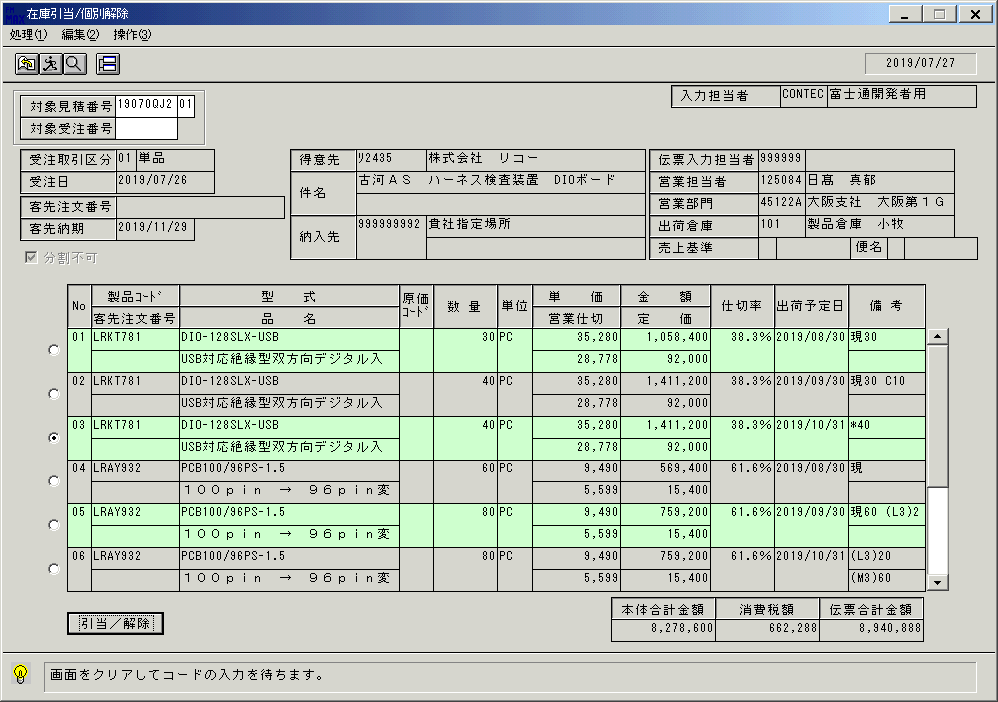 在庫引当/個別解除
処理(1) 編集(2) 操作(3)
2019/07/27
対象見積番号 19070QJ2 01
対象受注番号
入力担当者 CONTEC 富士通開発者用
受注取引区分 01 単品
受注日 2019/07/26
客先注文番号
客先納期 2019/11/29
分割不可
得意先 リ2435 株式会社 リコー
件名 古河AS ハーネス検査装置 DIOボード
納入先 999999992 貴社指定場所
伝票入力担当者 999999
営業担当者 125084 日髙 真郁
営業部門 45122A 大阪支社 大阪第1G
出荷倉庫 101 製品倉庫 小牧
売上基準 便名
No 製品コード 型 式 原価コード 数 量 単位 単 価 金 額 仕切率 出荷予定日 備 考
客先注文番号 品 名 営業仕切 定 価
01 LRKT781 DIO-128SLX-USB 30 PC 35,280 1,058,400 38.3% 2019/08/30 現30
USB対応絶縁型双方向デジタル入 28,778 92,000
02 LRKT781 DIO-128SLX-USB 40 PC 35,280 1,411,200 38.3% 2019/09/30 現30 C10
USB対応絶縁型双方向デジタル入 28,778 92,000
03 LRKT781 DIO-128SLX-USB 40 PC 35,280 1,411,200 38.3% 2019/10/31 *40
USB対応絶縁型双方向デジタル入 28,778 92,000
04 LRAY932 PCB100/96PS-1.5 60 PC 9,490 569,400 61.6% 2019/08/30 現
100pin → 96pin変 5,599 15,400
05 LRAY932 PCB100/96PS-1.5 80 PC 9,490 759,200 61.6% 2019/09/30 現60 (L3)2
100pin → 96pin変 5,599 15,400
06 LRAY932 PCB100/96PS-1.5 80 PC 9,490 759,200 61.6% 2019/10/31 (L3)20
100pin → 96pin変 5,599 15,400 (M3)60
引当/解除
本体合計金額 消費税額 伝票合計金額
8,278,600 662,288 8,940,888
画面をクリアしてコードの入力を待ちます。